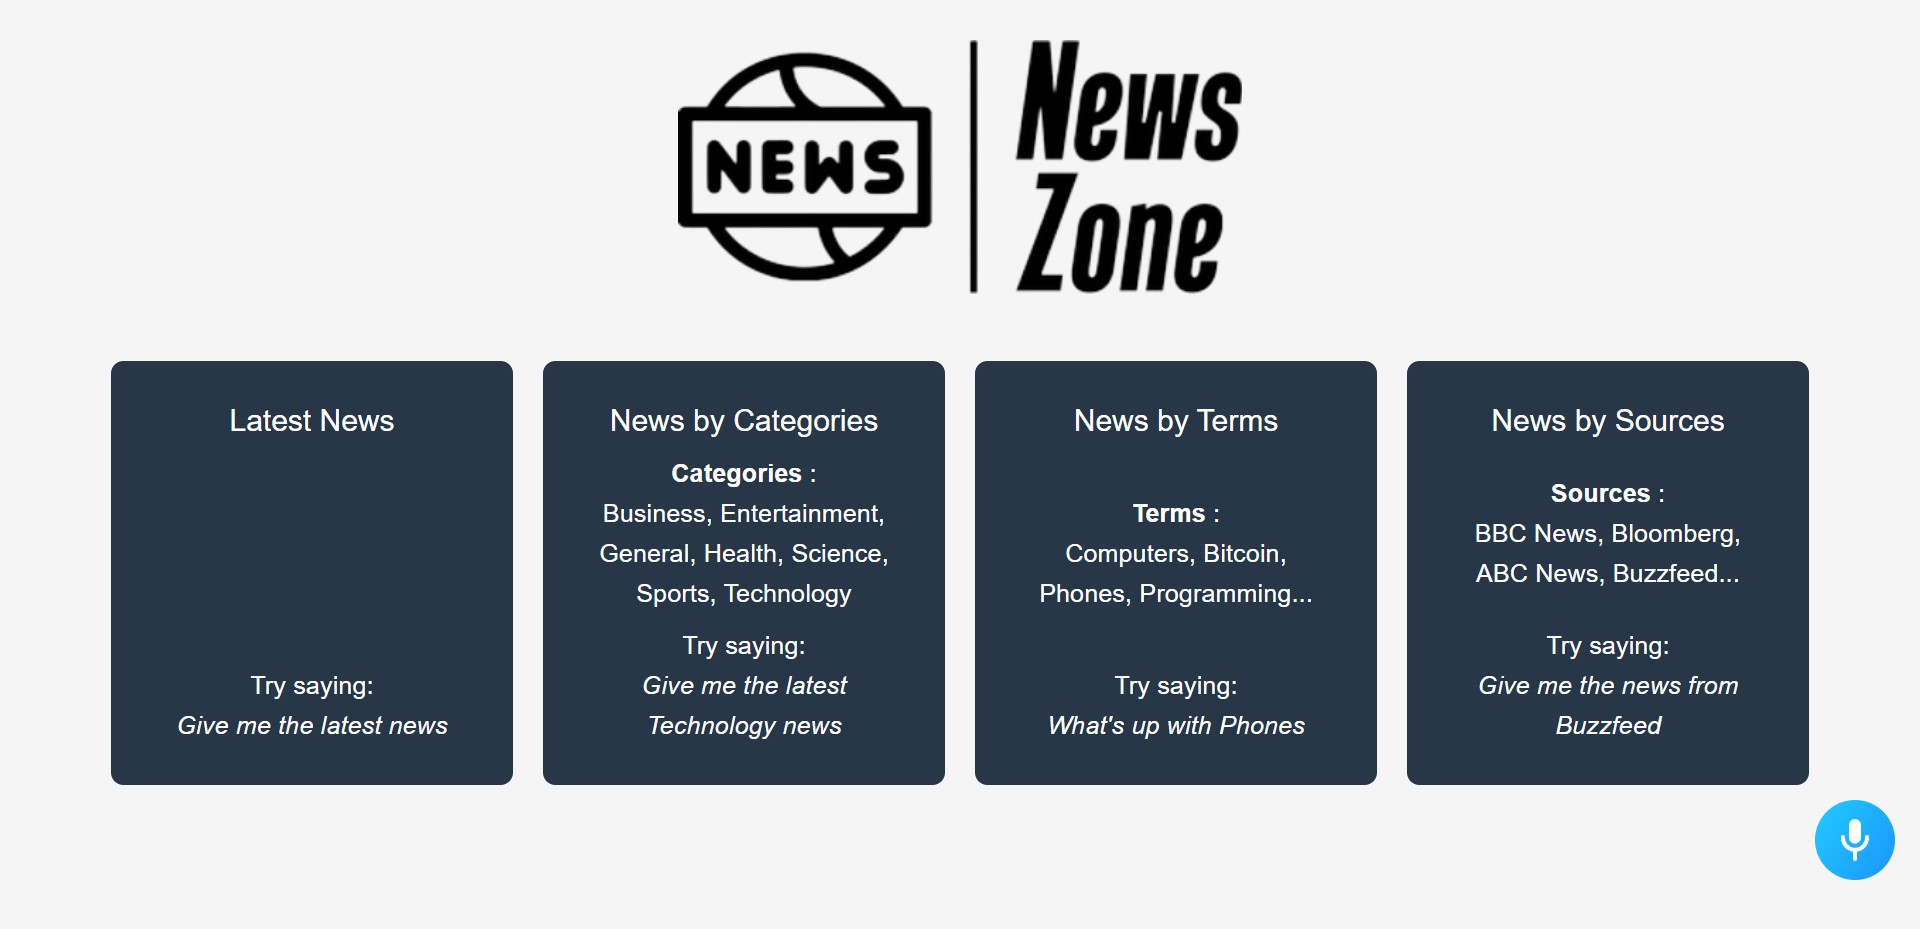 NEWS
News
Zone
Latest News
Try saying:
Give me the latest news
News by Categories
Categories :
Business, Entertainment,
General, Health, Science,
Sports, Technology
Try saying:
Give me the latest
Technology news
News by Terms
Terms :
Computers, Bitcoin,
Phones, Programming...
Try saying:
What's up with Phones
News by Sources
Sources :
BBC News, Bloomberg,
ABC News, Buzzfeed...
Try saying:
Give me the news from
Buzzfeed